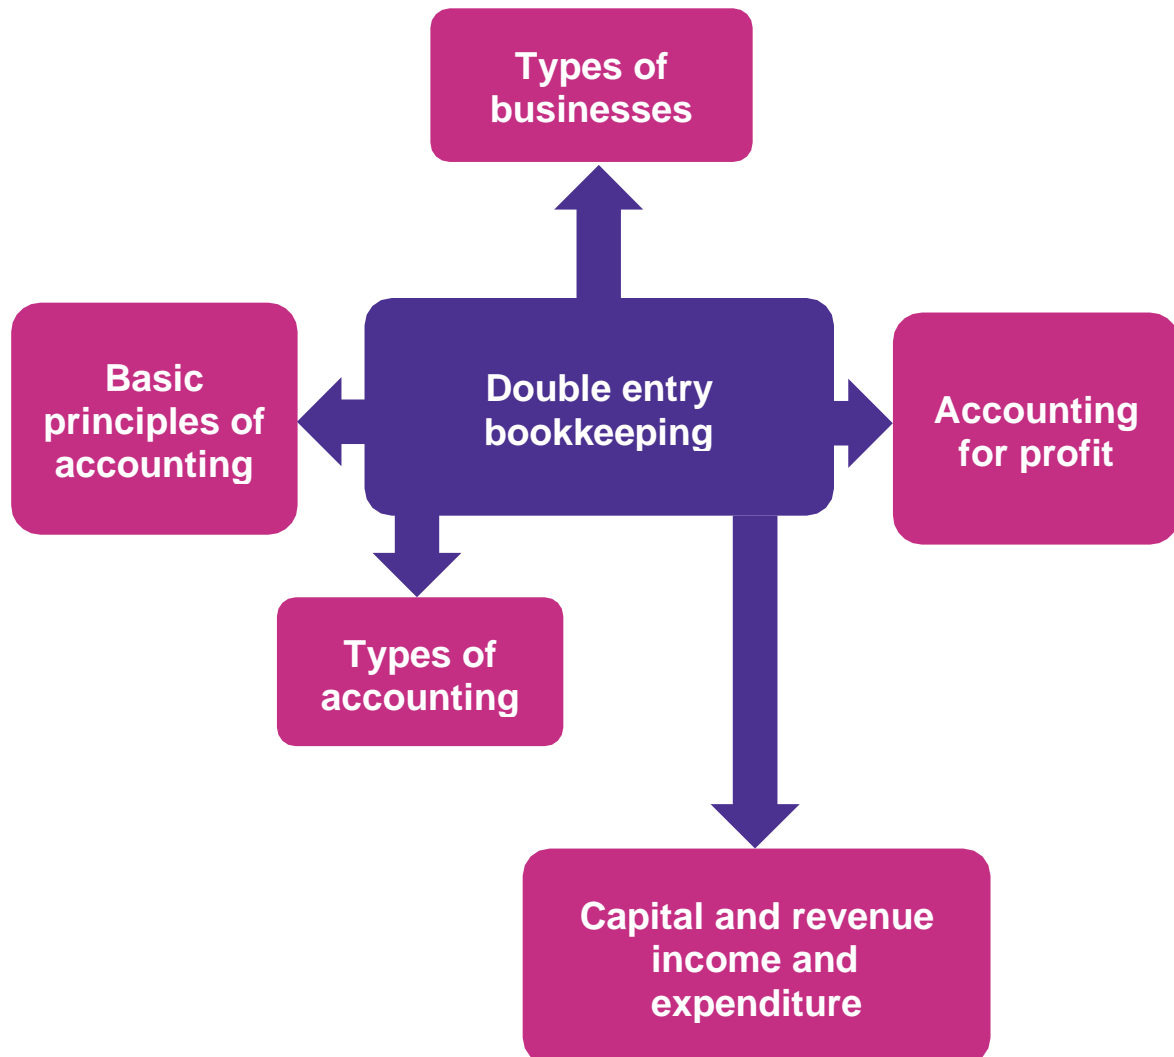 Types of
businesses
Basic
principles of
accounting
Double entry
bookkeeping
Accounting
for profit
Types of
accounting
Capital and revenue
income and
expenditure